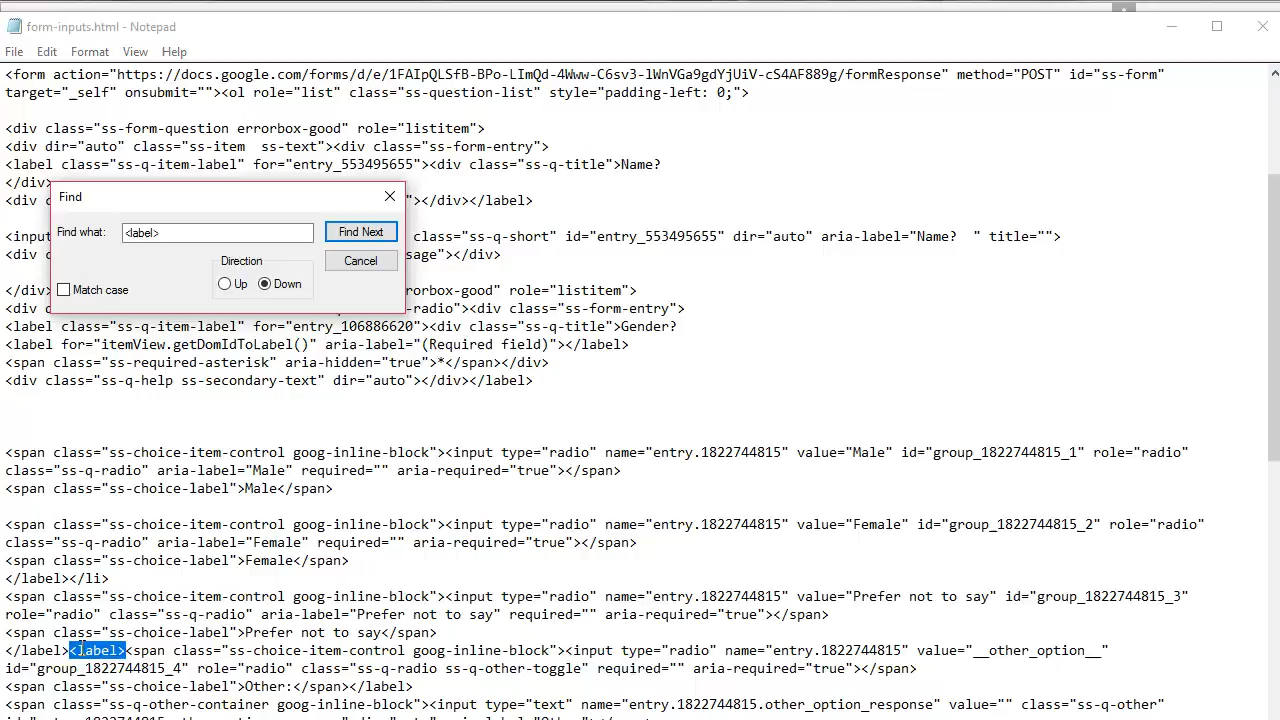 form-inputs.html - Notepad
File Edit Format View Help
<form action="https://docs.google.com/forms/d/e/1FAIpQLSfB-BPo-LImQd-4Www-C6sv3-lWnVGa9gdYjUiV-cS4AF889g/formResponse" method="POST" id="ss-form"
target="_self" onsubmit=""><ol role="list" class="ss-question-list" style="padding-left: 0;">
<div class="ss-form-question errorbox-good" role="listitem">
<div dir="auto" class="ss-item  ss-text"><div class="ss-form-entry">
<label class="ss-q-item-label" for="entry_553495655"><div class="ss-q-title">Name?
</div>
<div "></div></label>
Find
Find what: <label> Find Next
Cancel
Direction
Up Down
Match case
<input class="ss-q-short" id="entry_553495655" dir="auto" aria-label="Name?  " title="">
<div "></div>
</div> role="listitem">
<div ><div class="ss-form-entry">
<label class="ss-q-item-label" for="entry_106886620"><div class="ss-q-title">Gender?
<label for="itemView.getDomIdToLabel()" aria-label="(Required field)"></label>
<span class="ss-required-asterisk" aria-hidden="true">*</span></div>
<div class="ss-q-help ss-secondary-text" dir="auto"></div></label>
<span class="ss-choice-item-control goog-inline-block"><input type="radio" name="entry.1822744815" value="Male" id="group_1822744815_1" role="radio"
class="ss-q-radio" aria-label="Male" required="" aria-required="true"></span>
<span class="ss-choice-label">Male</span>
<span class="ss-choice-item-control goog-inline-block"><input type="radio" name="entry.1822744815" value="Female" id="group_1822744815_2" role="radio"
class="ss-q-radio" aria-label="Female" required="" aria-required="true"></span>
<span class="ss-choice-label">Female</span>
</label></li>
<span class="ss-choice-item-control goog-inline-block"><input type="radio" name="entry.1822744815" value="Prefer not to say" id="group_1822744815_3"
role="radio" class="ss-q-radio" aria-label="Prefer not to say" required="" aria-required="true"></span>
<span class="ss-choice-label">Prefer not to say</span>
</label><label><span class="ss-choice-item-control goog-inline-block"><input type="radio" name="entry.1822744815" value="__other_option__"
id="group_1822744815_4" role="radio" class="ss-q-radio ss-q-other-toggle" required="" aria-required="true"></span>
<span class="ss-choice-label">Other:</span></label>
<span class="ss-q-other-container goog-inline-block"><input type="text" name="entry.1822744815.other_option_response" value="" class="ss-q-other"